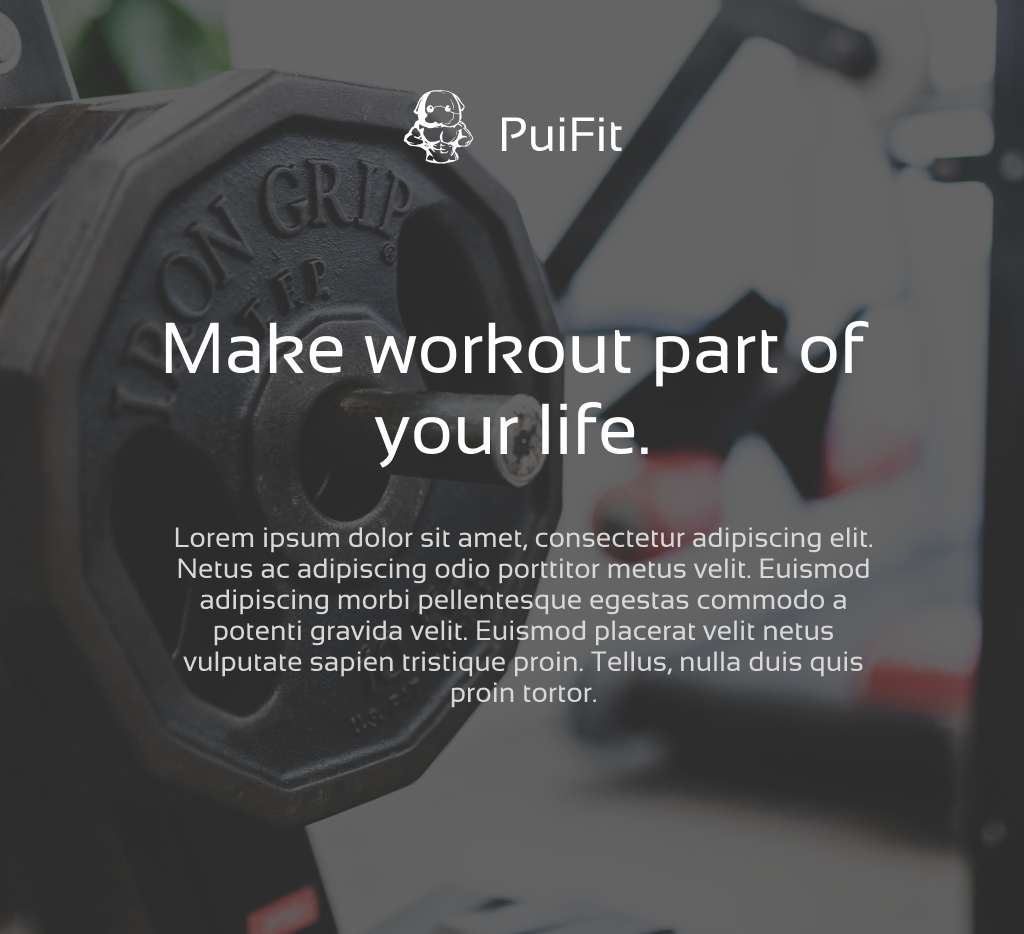 PuiFit
IRON GRIP
Make workout part of
your life.
Lorem ipsum dolor sit amet, consectetur adipiscing elit.
Netus ac adipiscing odio porttitor metus velit. Euismod
adipiscing morbi pellentesque egestas commodo a
potenti gravida velit. Euismod placerat velit netus
vulputate sapien tristique proin. Tellus, nulla duis quis
proin tortor.